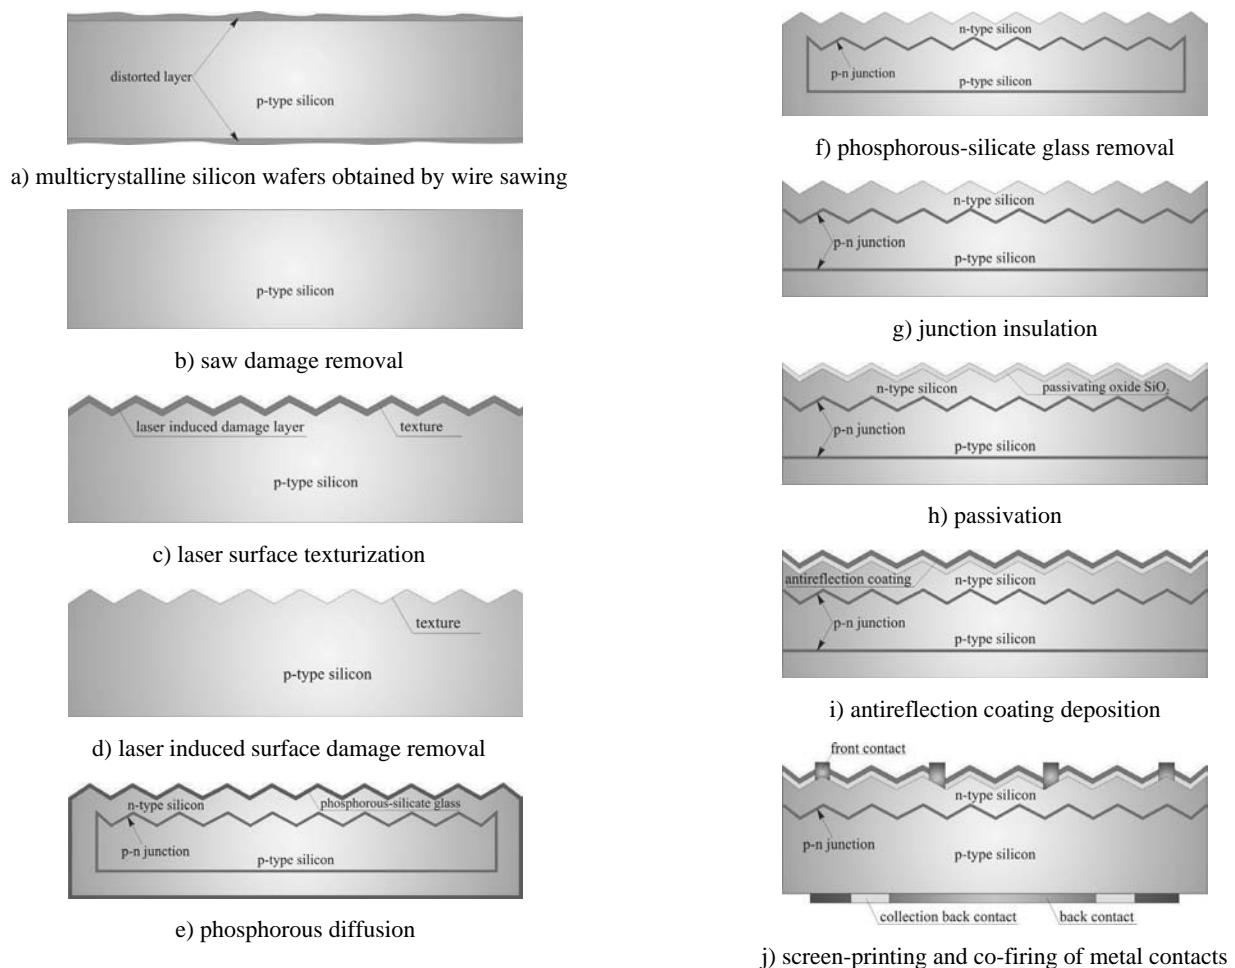 distorted layer
p-type silicon
a) multicrystalline silicon wafers obtained by wire sawing
p-type silicon
b) saw damage removal
laser induced damage layer
texture
p-type silicon
c) laser surface texturization
texture
p-type silicon
d) laser induced surface damage removal
n-type silicon
phosphorous-silicate glass
p-n junction
p-type silicon
e) phosphorous diffusion
n-type silicon
p-n junction
p-type silicon
f) phosphorous-silicate glass removal
n-type silicon
p-n junction
p-type silicon
g) junction insulation
n-type silicon
passivating oxide SiO₂
p-n junction
p-type silicon
h) passivation
antireflection coating
n-type silicon
p-n junction
p-type silicon
i) antireflection coating deposition
front contact
n-type silicon
p-n junction
p-type silicon
collection back contact
back contact
j) screen-printing and co-firing of metal contacts